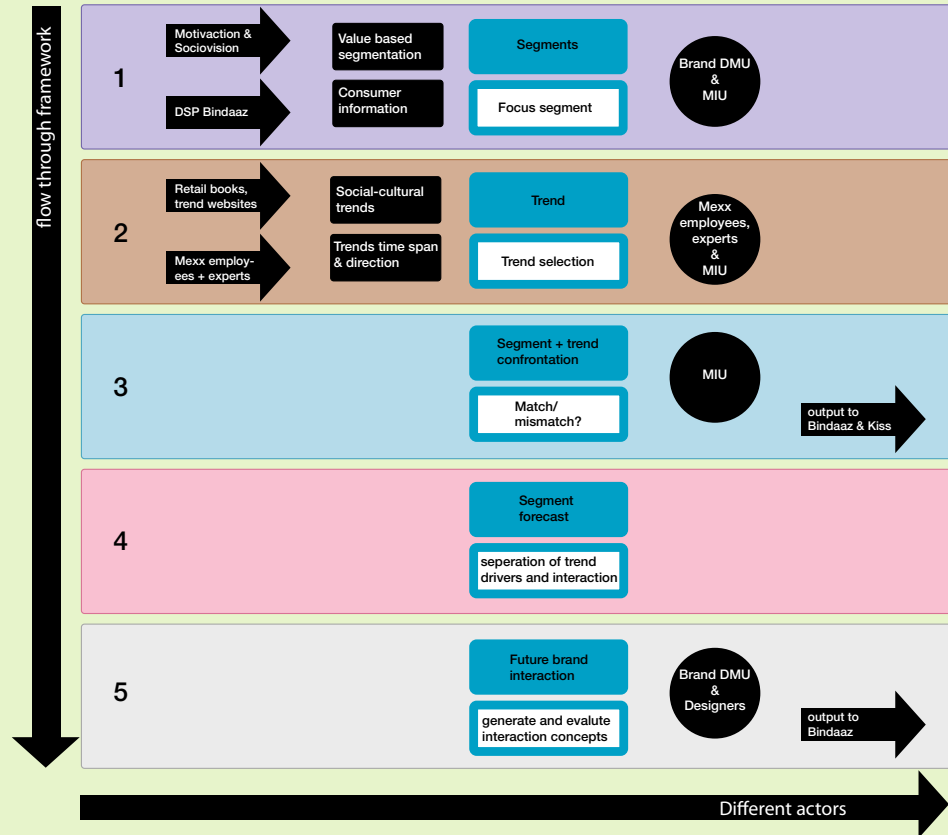 flow through framework
1
Motivaction &
Sociovision
Value based
segmentation
Segments
Brand DMU
&
MIU
DSP Bindaaz
Consumer
information
Focus segment
2
Retail books,
trend websites
Social-cultural
trends
Trend
Mexx
employees,
experts
&
MIU
Mexx employ-
ees + experts
Trends time span
& direction
Trend selection
3
Segment + trend
confrontation
MIU
Match/
mismatch?
output to
Bindaaz & Kiss
4
Segment
forecast
seperation of trend
drivers and interaction
5
Future brand
interaction
Brand DMU
&
Designers
generate and evalute
interaction concepts
output to
Bindaaz
Different actors